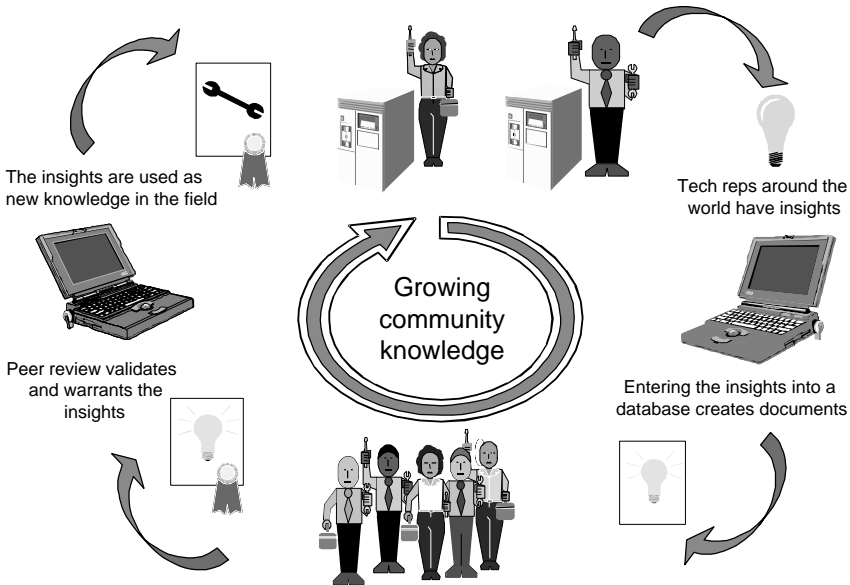 The insights are used as
new knowledge in the field
Tech reps around the
world have insights
Growing
community
knowledge
Peer review validates
and warrants the
insights
Entering the insights into a
database creates documents